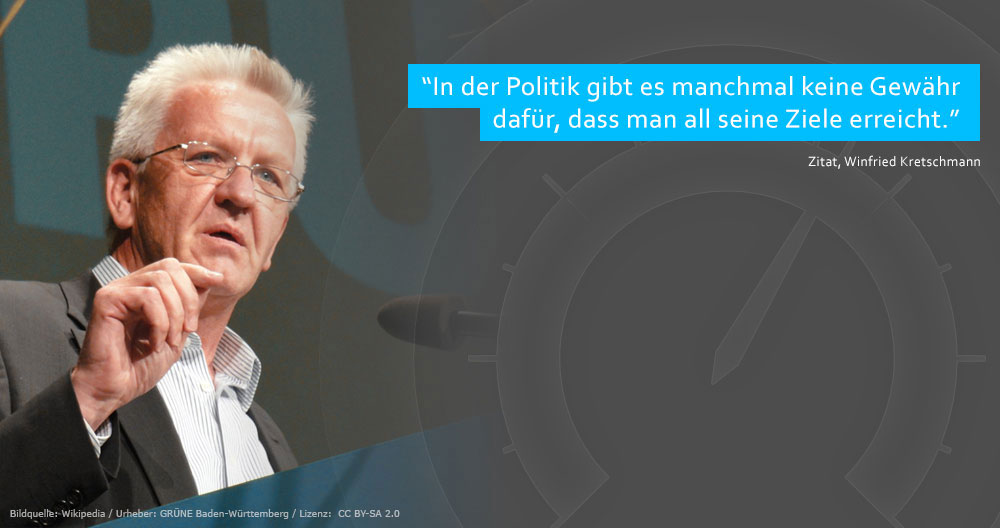 “In der Politik gibt es manchmal keine Gewähr
dafür, dass man all seine Ziele erreicht.”
Zitat, Winfried Kretschmann
Bildquelle: Wikipedia / Urheber: GRÜNE Baden-Württemberg / Lizenz: CC BY-SA 2.0